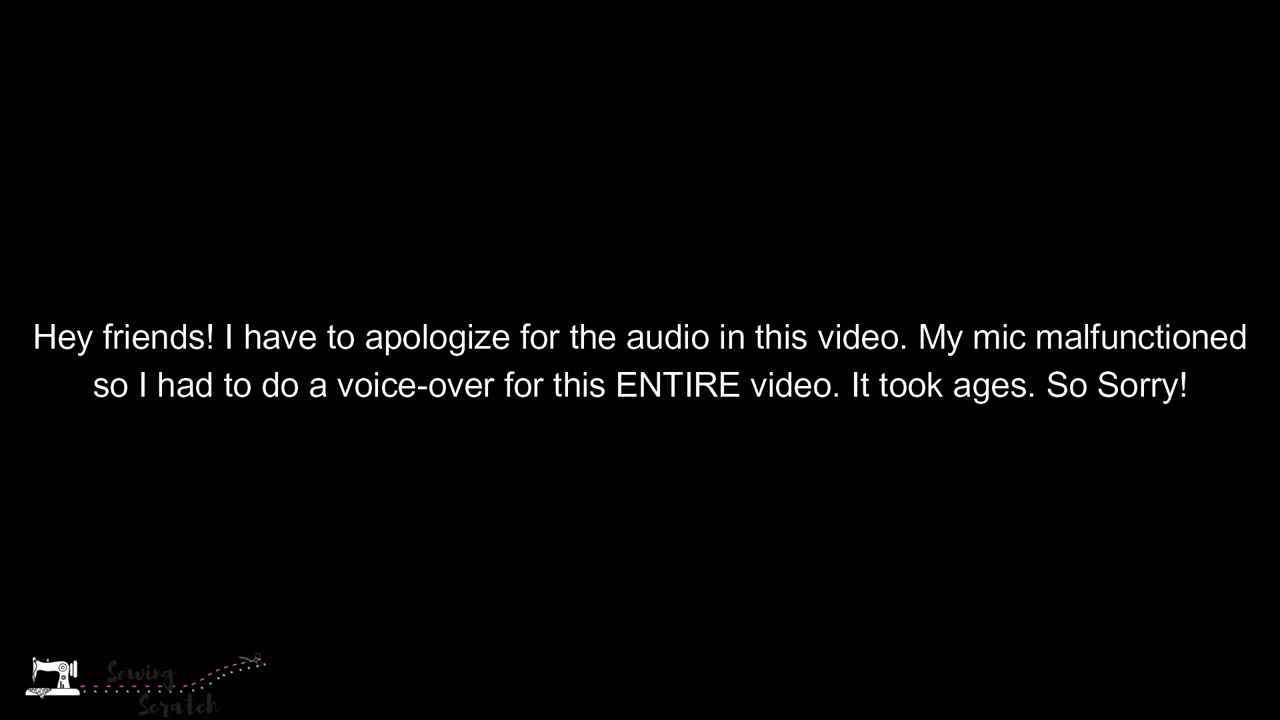 Hey friends! I have to apologize for the audio in this video. My mic malfunctioned
so I had to do a voice-over for this ENTIRE video. It took ages. So Sorry!
Sewing
Scratch